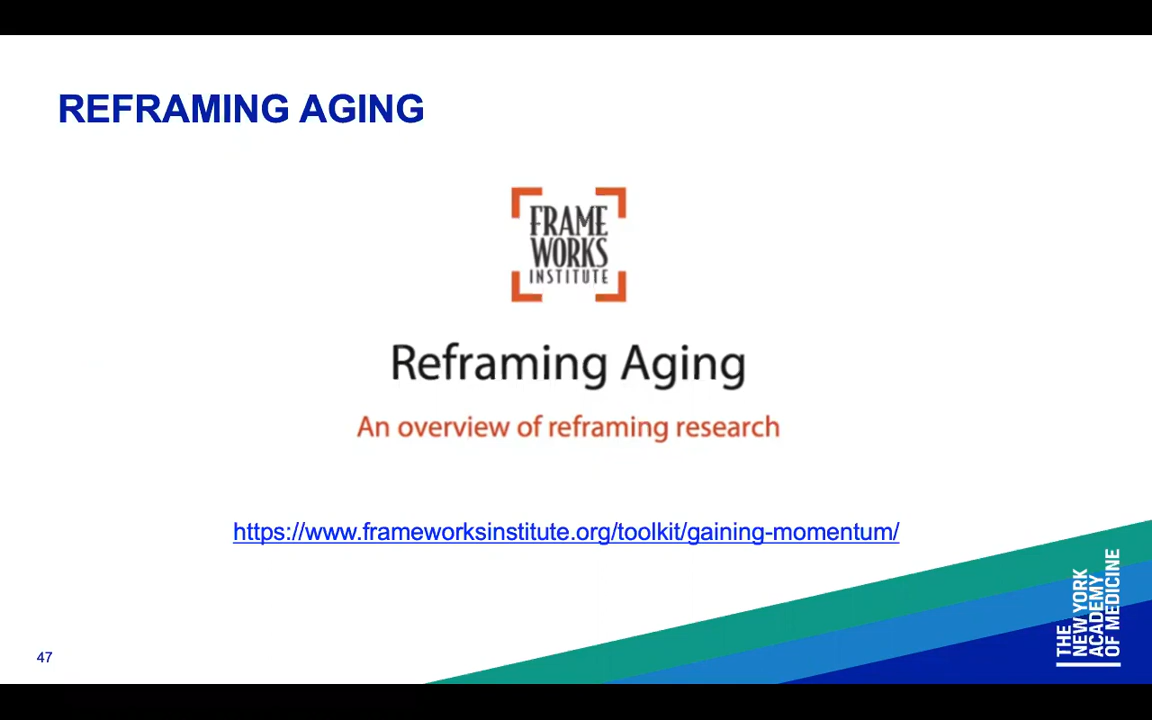 REFRAMING AGING
FRAME
WORKS
INSTITUTE
Reframing Aging
An overview of reframing research
https://www.frameworksinstitute.org/toolkit/gaining-momentum/
THE
NEW YORK
ACADEMY
OF MEDICINE
47